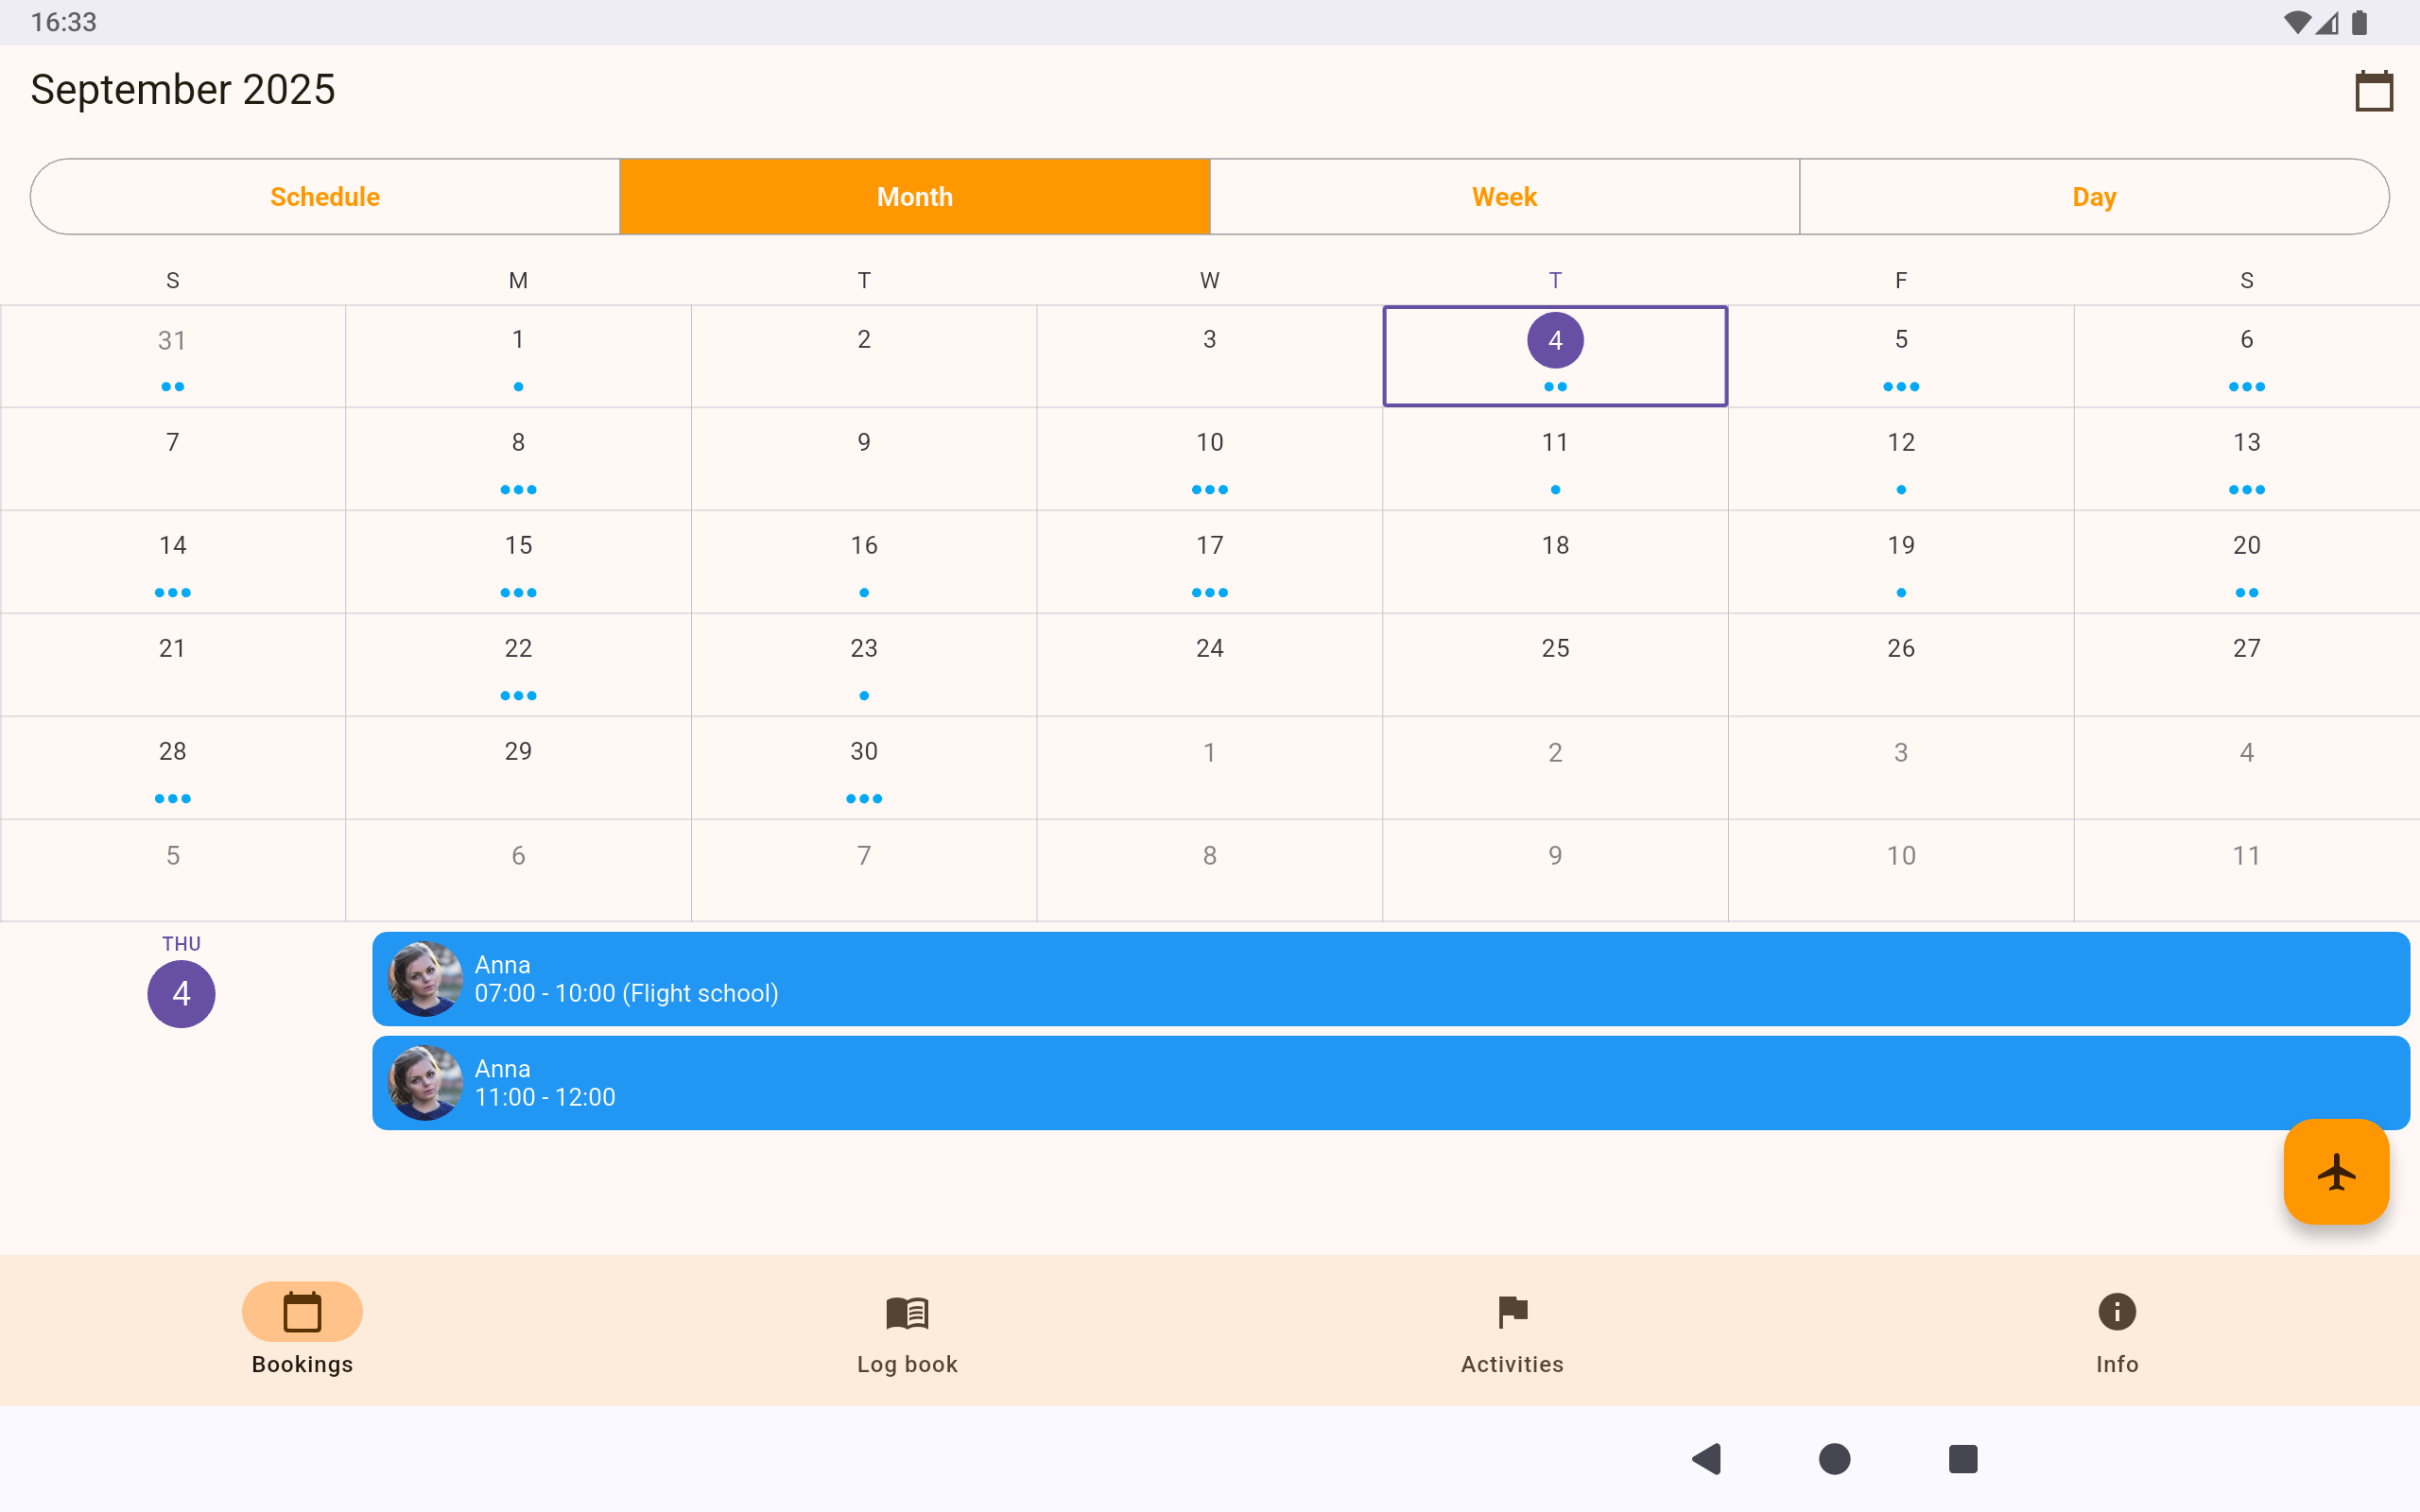 16:33
September 2025
Schedule Month Week Day
S M T W T F S
31 1 2 3 4 5 6
7 8 9 10 11 12 13
14 15 16 17 18 19 20
21 22 23 24 25 26 27
28 29 30 1 2 3 4
5 6 7 8 9 10 11
THU
4
Anna
07:00 - 10:00 (Flight school)
Anna
11:00 - 12:00
Bookings Log book Activities Info